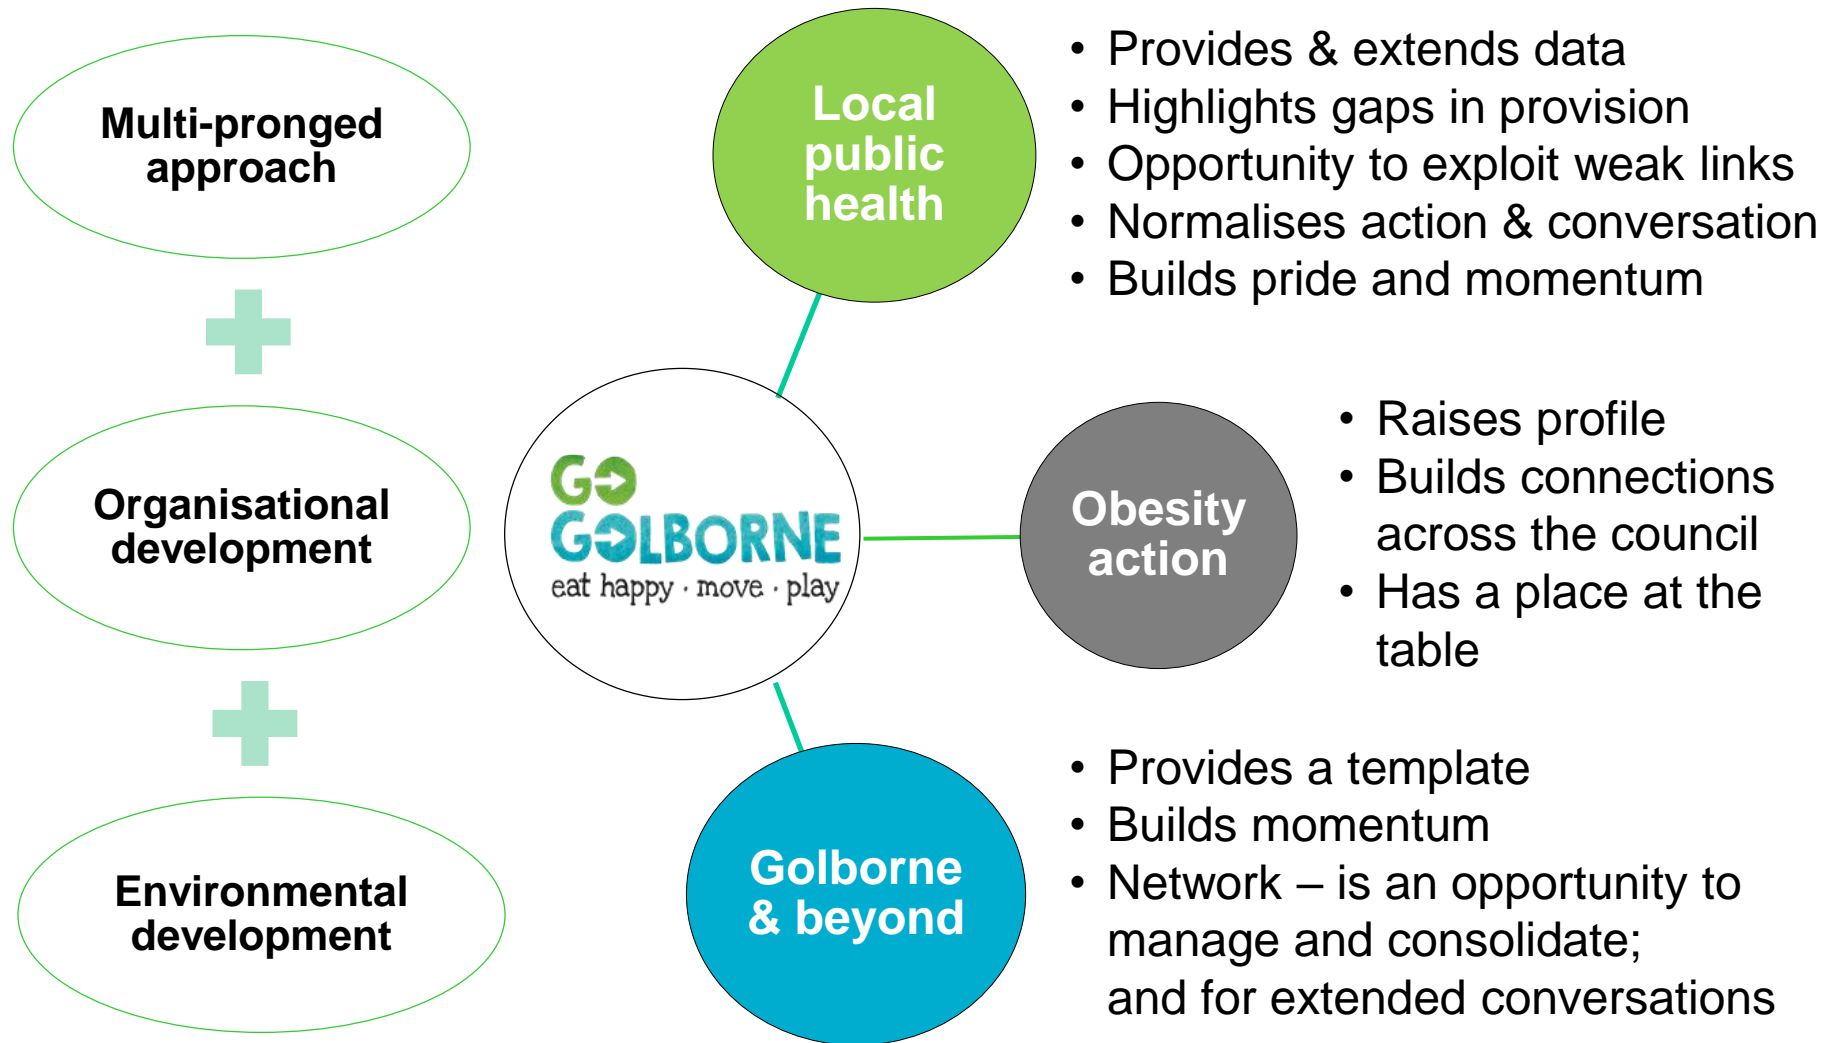 Multi-pronged
approach
Organisational
development
Environmental
development
GO
GOLBORNE
eat happy · move · play
Local
public
health
• Provides & extends data
• Highlights gaps in provision
• Opportunity to exploit weak links
• Normalises action & conversation
• Builds pride and momentum
Obesity
action
• Raises profile
• Builds connections
across the council
• Has a place at the
table
Golborne
& beyond
• Provides a template
• Builds momentum
• Network – is an opportunity to
manage and consolidate;
and for extended conversations